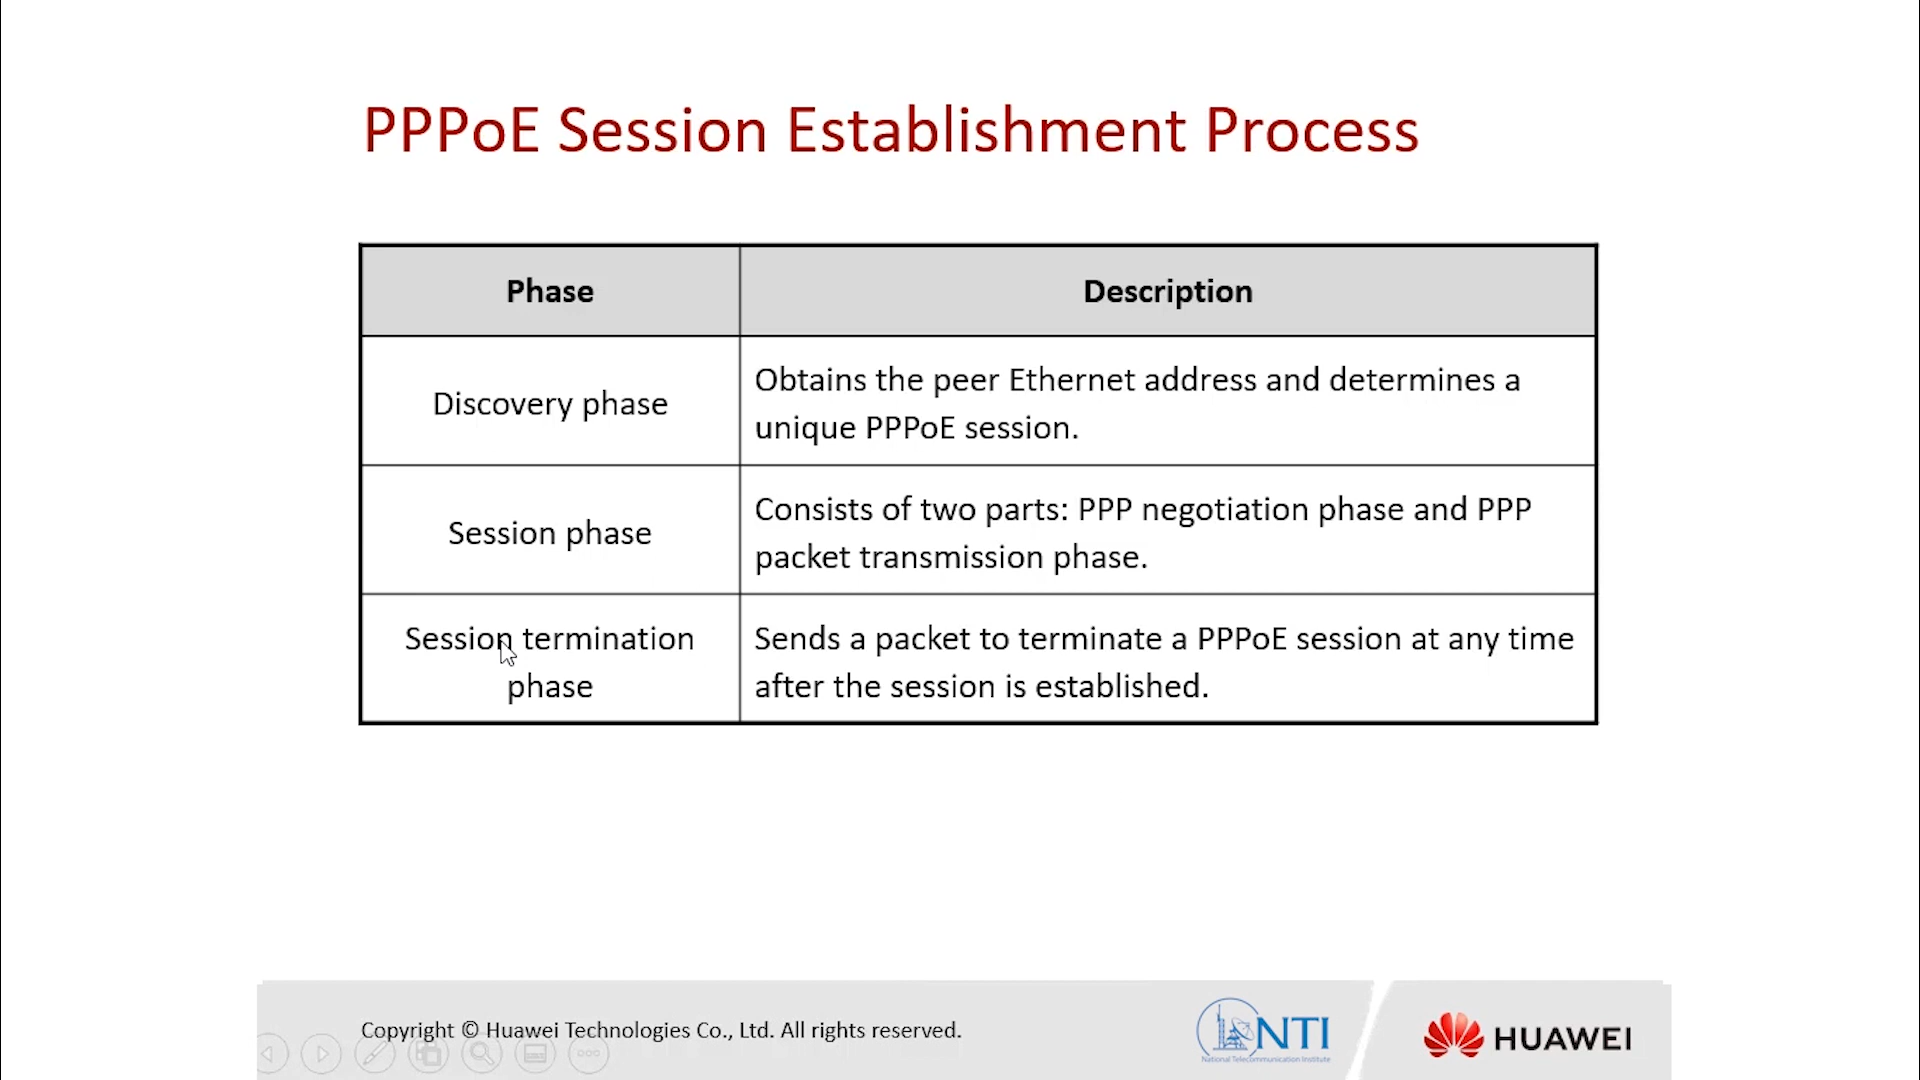 PPPoE Session Establishment Process
Phase
Description
Discovery phase
Obtains the peer Ethernet address and determines a
unique PPPoE session.
Session phase
Consists of two parts: PPP negotiation phase and PPP
packet transmission phase.
Session termination
phase
Sends a packet to terminate a PPPoE session at any time
after the session is established.
Copyright © Huawei Technologies Co., Ltd. All rights reserved.
NTI
National Telecommunication Institute
HUAWEI